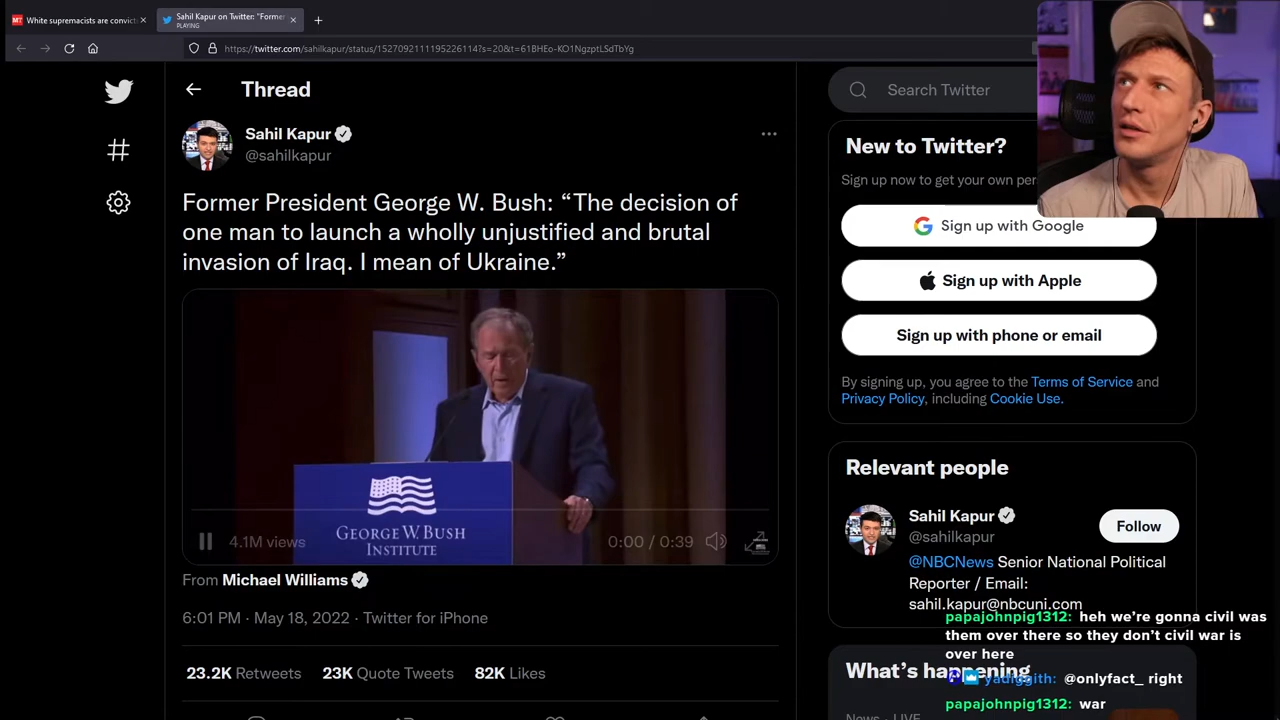 White supremacists are convict
Sahil Kapur on Twitter: "Former
PLAYING
https://twitter.com/sahilkapur/status/1527092111195226114?s=20&t=61BHEo-KO1NgzptLSdTbYg
Thread
Search Twitter
Sahil Kapur
@sahilkapur
Former President George W. Bush: “The decision of
one man to launch a wholly unjustified and brutal
invasion of Iraq. I mean of Ukraine.”
GEORGE W. BUSH
INSTITUTE
4.1M views
0:00 / 0:39
From Michael Williams
6:01 PM · May 18, 2022 · Twitter for iPhone
23.2K Retweets 23K Quote Tweets 82K Likes
New to Twitter?
Sign up now to get your own per
Sign up with Google
Sign up with Apple
Sign up with phone or email
By signing up, you agree to the Terms of Service and
Privacy Policy, including Cookie Use.
Relevant people
Sahil Kapur
@sahilkapur
Follow
@NBCNews Senior National Political
Reporter / Email:
sahil.kapur@nbcuni.com
papajohnpig1312: heh we’re gonna civil was
them over there so they don’t civil war is
over here
What’s happening
yadiggith: @onlyfact_ right
papajohnpig1312: war
News · LIVE